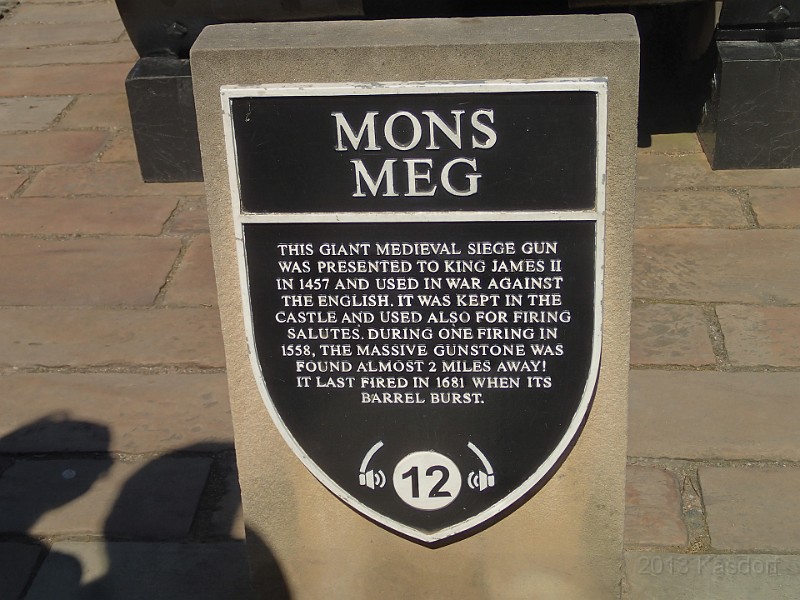 MONS
MEG
THIS GIANT MEDIEVAL SIEGE GUN
WAS PRESENTED TO KING JAMES II
IN 1457 AND USED IN WAR AGAINST
THE ENGLISH. IT WAS KEPT IN THE
CASTLE AND USED ALSO FOR FIRING
SALUTES. DURING ONE FIRING IN
1558, THE MASSIVE GUNSTONE WAS
FOUND ALMOST 2 MILES AWAY!
IT LAST FIRED IN 1681 WHEN ITS
BARREL BURST.
12
2013 Kasdorf